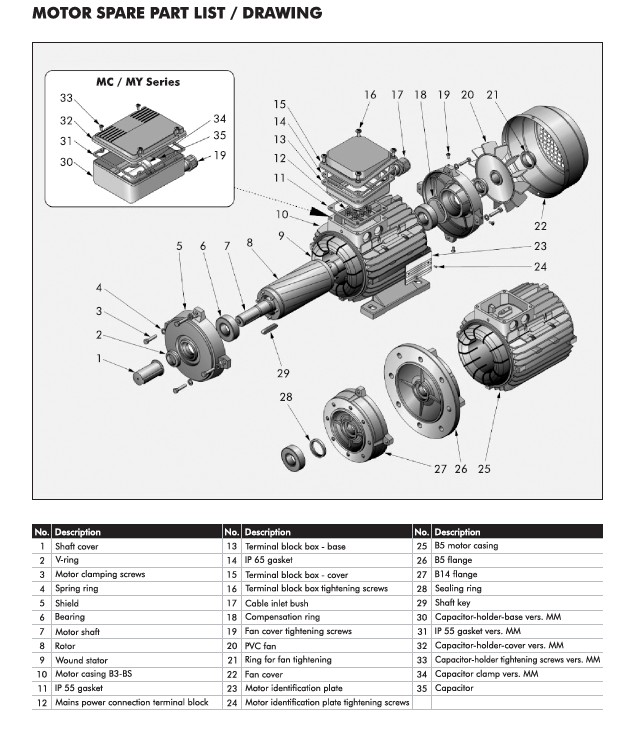 MOTOR SPARE PART LIST / DRAWING
MC / MY Series
33
32
31
30
34
35
19
15
14
13
12
11
10
9
16
17
18
19
20
21
22
23
24
5
6
7
8
4
3
2
1
29
28
27
26
25
No. Description No. Description No. Description
1 Shaft cover 13 Terminal block box - base 25 B5 motor casing
2 V-ring 14 IP 65 gasket 26 B5 flange
3 Motor clamping screws 15 Terminal block box - cover 27 B14 flange
4 Spring ring 16 Terminal block box tightening screws 28 Sealing ring
5 Shield 17 Cable inlet bush 29 Shaft key
6 Bearing 18 Compensation ring 30 Capacitor-holder-base vers. MM
7 Motor shaft 19 Fan cover tightening screws 31 IP 55 gasket vers. MM
8 Rotor 20 PVC fan 32 Capacitor-holder-cover vers. MM
9 Wound stator 21 Ring for fan tightening 33 Capacitor-holder tightening screws vers. MM
10 Motor casing B3-BS 22 Fan cover 34 Capacitor clamp vers. MM
11 IP 55 gasket 23 Motor identification plate 35 Capacitor
12 Mains power connection terminal block 24 Motor identification plate tightening screws